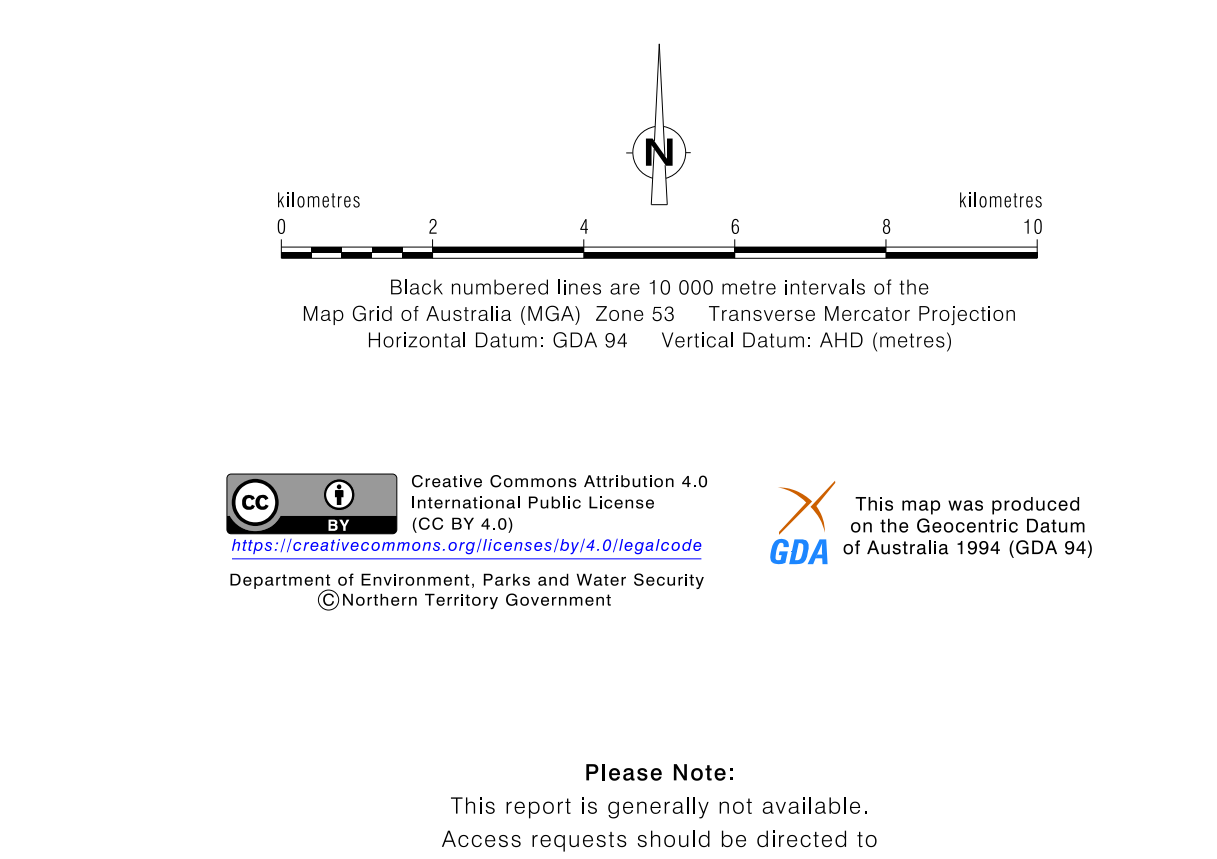 N
kilometres kilometres
0 2 4 6 8 10
Black numbered lines are 10 000 metre intervals of the
Map Grid of Australia (MGA) Zone 53 Transverse Mercator Projection
Horizontal Datum: GDA 94 Vertical Datum: AHD (metres)
cc
BY
Creative Commons Attribution 4.0
International Public License
(CC BY 4.0)
https://creativecommons.org/licenses/by/4.0/legalcode
Department of Environment, Parks and Water Security
©Northern Territory Government
GDA
This map was produced
on the Geocentric Datum
of Australia 1994 (GDA 94)
Please Note:
This report is generally not available.
Access requests should be directed to